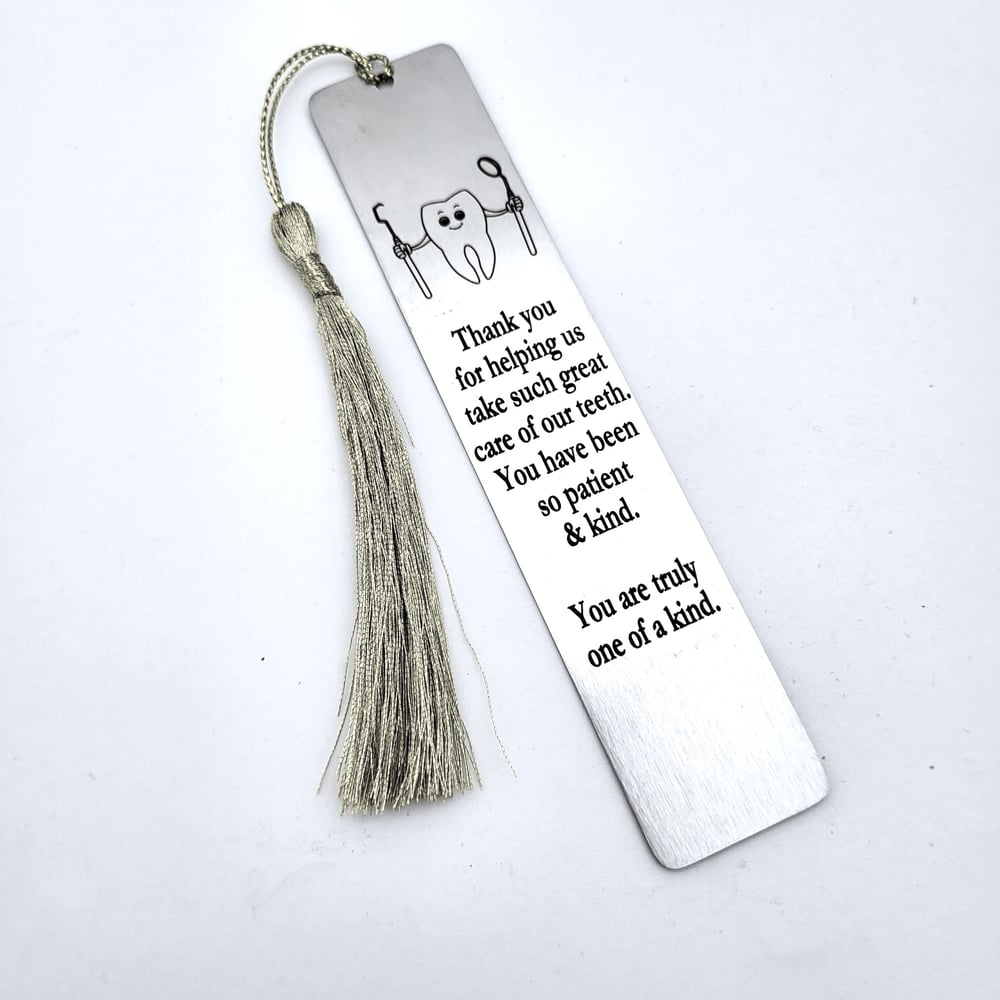 Thank you
for helping us
take such great
care of our teeth.
You have been
so patient
& kind.
You are truly
one of a kind.